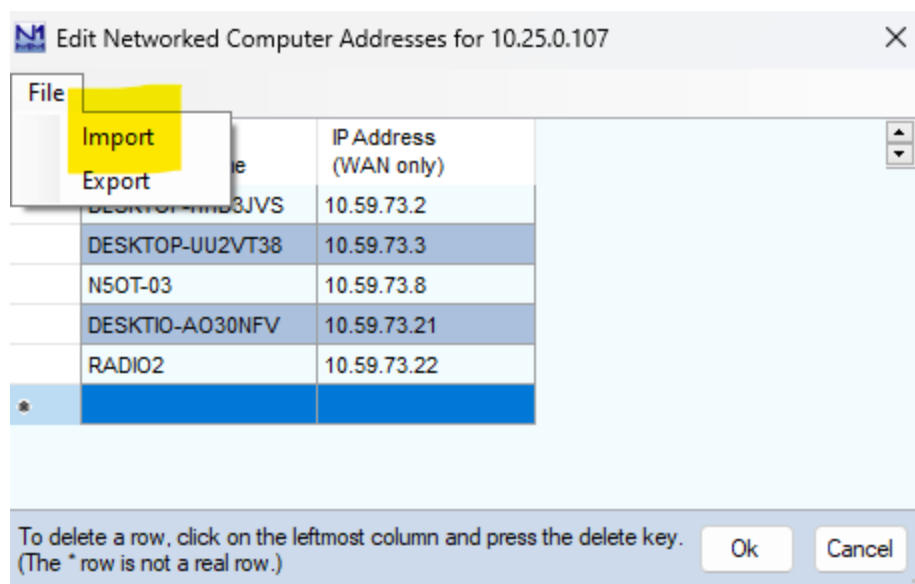 N1
MM+
Edit Networked Computer Addresses for 10.25.0.107
File
Import
Export
IP Address
(WAN only)
10.59.73.2
DESKTOP-UU2VT38 10.59.73.3
N5OT-03 10.59.73.8
DESKTIO-AO30NFV 10.59.73.21
RADIO2 10.59.73.22
*
To delete a row, click on the leftmost column and press the delete key.
(The * row is not a real row.)
Ok Cancel